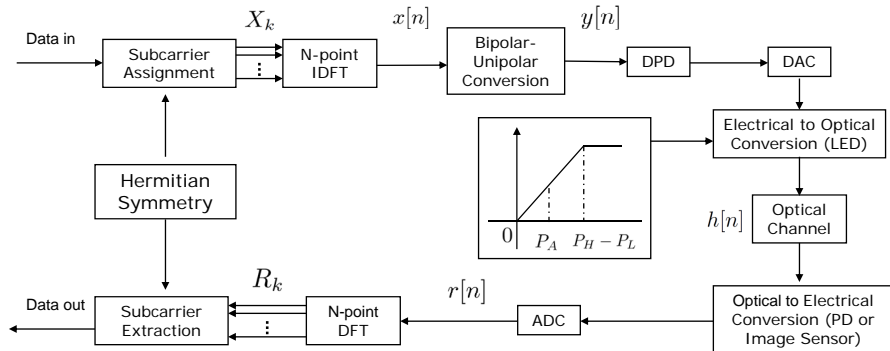 Data in
Subcarrier
Assignment
X_k
⋮
N-point
IDFT
x[n]
Bipolar-
Unipolar
Conversion
y[n]
DPD
DAC
Electrical to Optical
Conversion (LED)
0
P_A
P_H − P_L
Hermitian
Symmetry
h[n]
Optical
Channel
Optical to Electrical
Conversion (PD or
Image Sensor)
ADC
r[n]
N-point
DFT
R_k
⋮
Subcarrier
Extraction
Data out